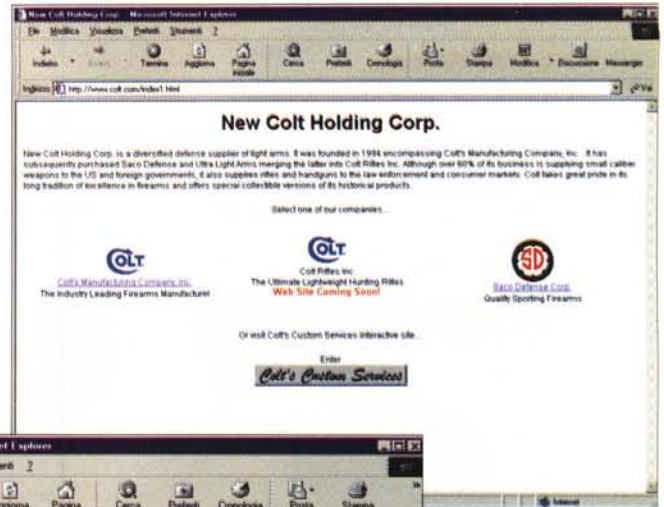 New Colt Holding Corp. - Microsoft Internet Explorer
File Modifica Visualizza Preferiti Strumenti ?
Indietro Avanti Termina Aggiorna Pagina iniziale Cerca Preferiti Cronologia Posta Stampa Modifica Discussione Messenger
Indirizzo http://www.colt.com/index1.html Vai
New Colt Holding Corp.
New Colt Holding Corp. is a diversified defense supplier of light arms. It was founded in 1994 encompassing Colt's Manufacturing Company, Inc. It has
subsequently purchased Saco Defense and Ultra Light Arms merging the latter into Colt Rifles Inc. Although over 60% of its business is supplying small caliber
weapons to the US and foreign governments, it also supplies rifles and handguns to the law enforcement and consumer markets. Colt takes great pride in its
long tradition of excellence in firearms and offers special collectible versions of its historical products.
Select one of our companies...
COLT
Colt's Manufacturing Company, Inc.
The Industry Leading Firearms Manufacturer
COLT
Colt Rifles Inc.
The Ultimate Lightweight Hunting Rifles
Web Site Coming Soon!
SD
Saco Defense Corp.
Quality Sporting Firearms
Or visit Colt's Custom Services interactive site...
Enter
Colt's Custom Services
Internet
net Explorer
menti ?
Aggiorna Pagina Cerca Preferiti Cronologia Posta Stampa